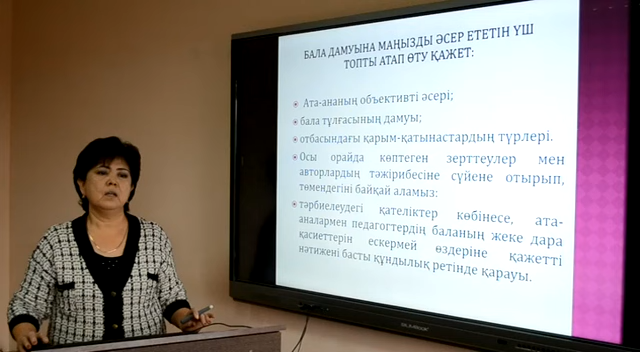 БАЛА ДАМУЫНА МАҢЫЗДЫ ӘСЕР ЕТЕТІН ҮШ
ТОПТЫ АТАП ӨТУ ҚАЖЕТ:
Ата-ананың объективті әсері;
бала тұлғасының дамуы;
отбасындағы қарым-қатынастардың түрлері.
Осы орайда көптеген зерттеулер мен
авторлардың тәжірибесіне сүйене отырып,
төмендегіні байқай аламыз:
тәрбиелеудегі қателіктер көбінесе, ата-
аналармен педагогтердің баланың жеке дара
қасиеттерін ескермей өздеріне қажетті
нәтижені басты құндылық ретінде қарауы.